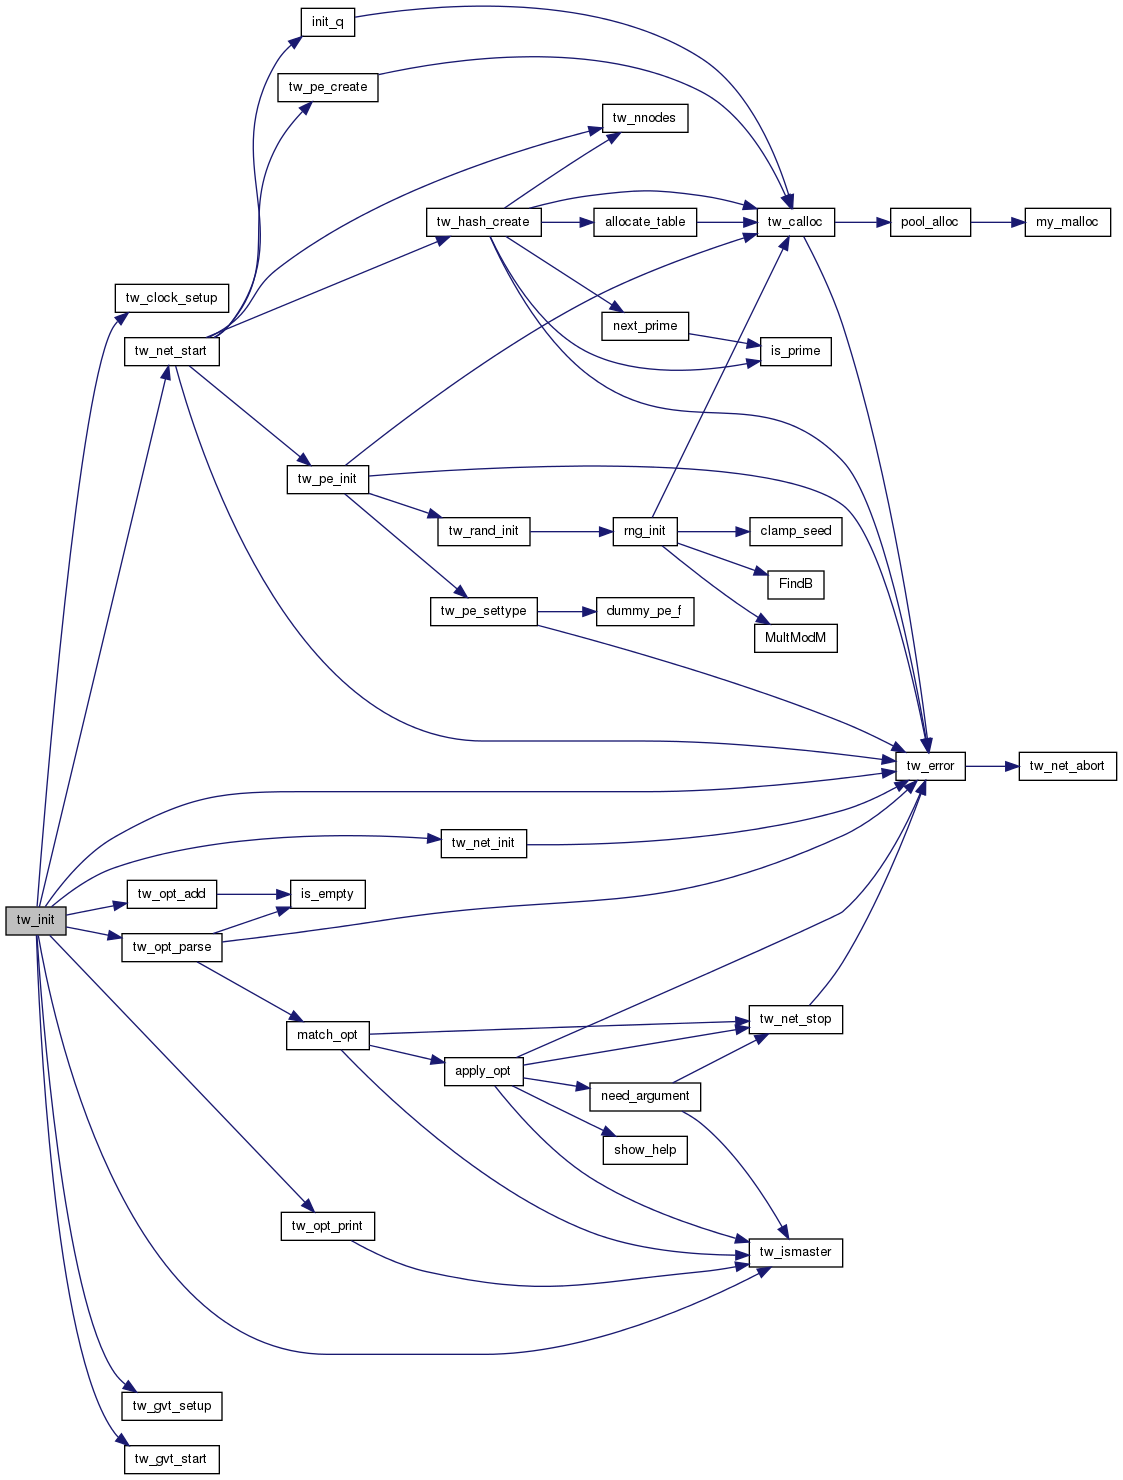 init_q
tw_pe_create
tw_nnodes
tw_hash_create
allocate_table
tw_calloc
pool_alloc
my_malloc
tw_clock_setup
next_prime
tw_net_start
is_prime
tw_pe_init
tw_rand_init
rng_init
clamp_seed
FindB
tw_pe_settype
dummy_pe_f
MultModM
tw_error
tw_net_abort
tw_net_init
tw_opt_add
is_empty
tw_init
tw_opt_parse
tw_net_stop
match_opt
apply_opt
need_argument
show_help
tw_opt_print
tw_ismaster
tw_gvt_setup
tw_gvt_start